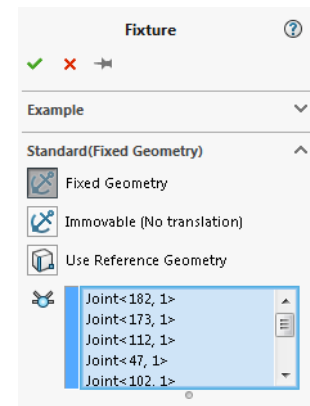 Fixture
?
Example
Standard(Fixed Geometry)
Fixed Geometry
Immovable (No translation)
Use Reference Geometry
Joint<182, 1>
Joint<173, 1>
Joint<112, 1>
Joint<47, 1>
Joint<102. 1>